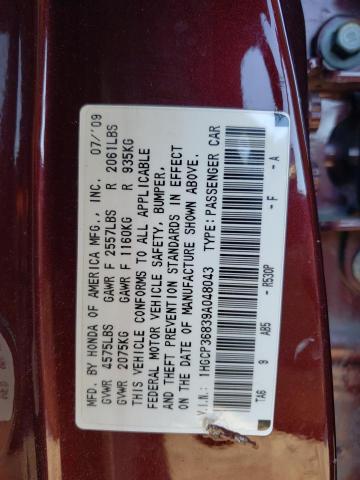 MFD. BY HONDA OF AMERICA MFG., INC. 07/'09
GVWR 4575LBS GAWR F 2557LBS R 2061LBS
GVWR 2075KG GAWR F 1160KG R 935KG
THIS VEHICLE CONFORMS TO ALL APPLICABLE
FEDERAL MOTOR VEHICLE SAFETY, BUMPER,
AND THEFT PREVENTION STANDARDS IN EFFECT
ON THE DATE OF MANUFACTURE SHOWN ABOVE.
V.I.N.: 1HGCP36839A048043 TYPE: PASSENGER CAR
TA6 9 AB5 - R530P - F - A